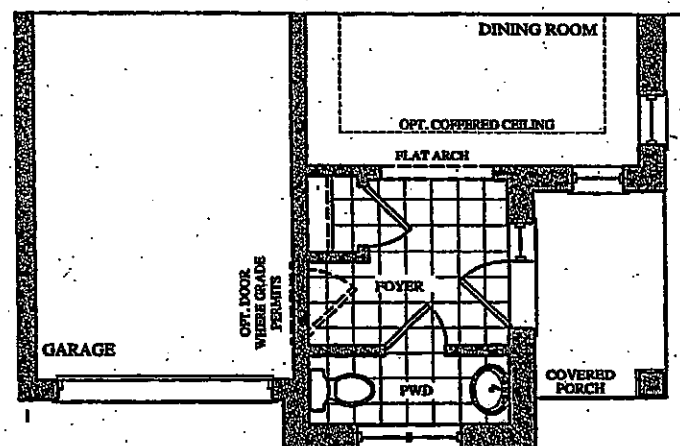 DINING ROOM
OPT. COFFERED CEILING
FLAT ARCH
FOYER
OPT. DOOR
WHERE GRADE
PERMITS
GARAGE
PWD
COVERED
PORCH